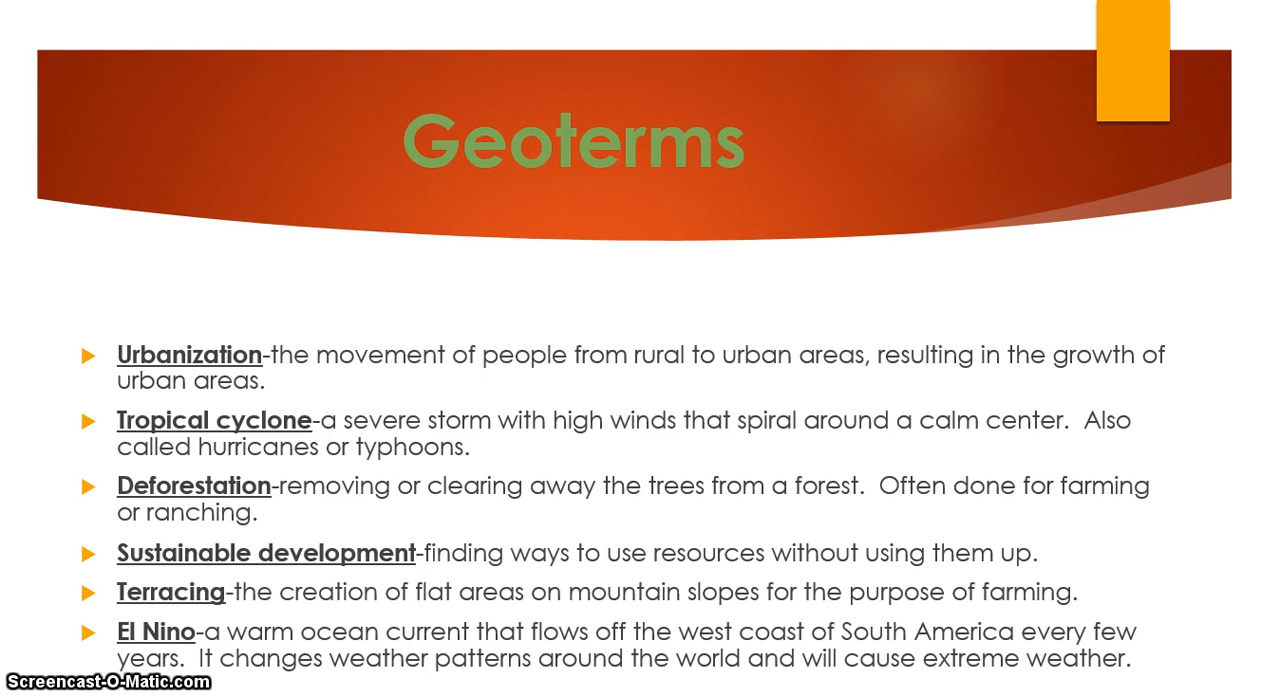 Geoterms
Urbanization-the movement of people from rural to urban areas, resulting in the growth of
urban areas.
Tropical cyclone-a severe storm with high winds that spiral around a calm center.  Also
called hurricanes or typhoons.
Deforestation-removing or clearing away the trees from a forest.  Often done for farming
or ranching.
Sustainable development-finding ways to use resources without using them up.
Terracing-the creation of flat areas on mountain slopes for the purpose of farming.
El Nino-a warm ocean current that flows off the west coast of South America every few
years.  It changes weather patterns around the world and will cause extreme weather.
Screencast-O-Matic.com